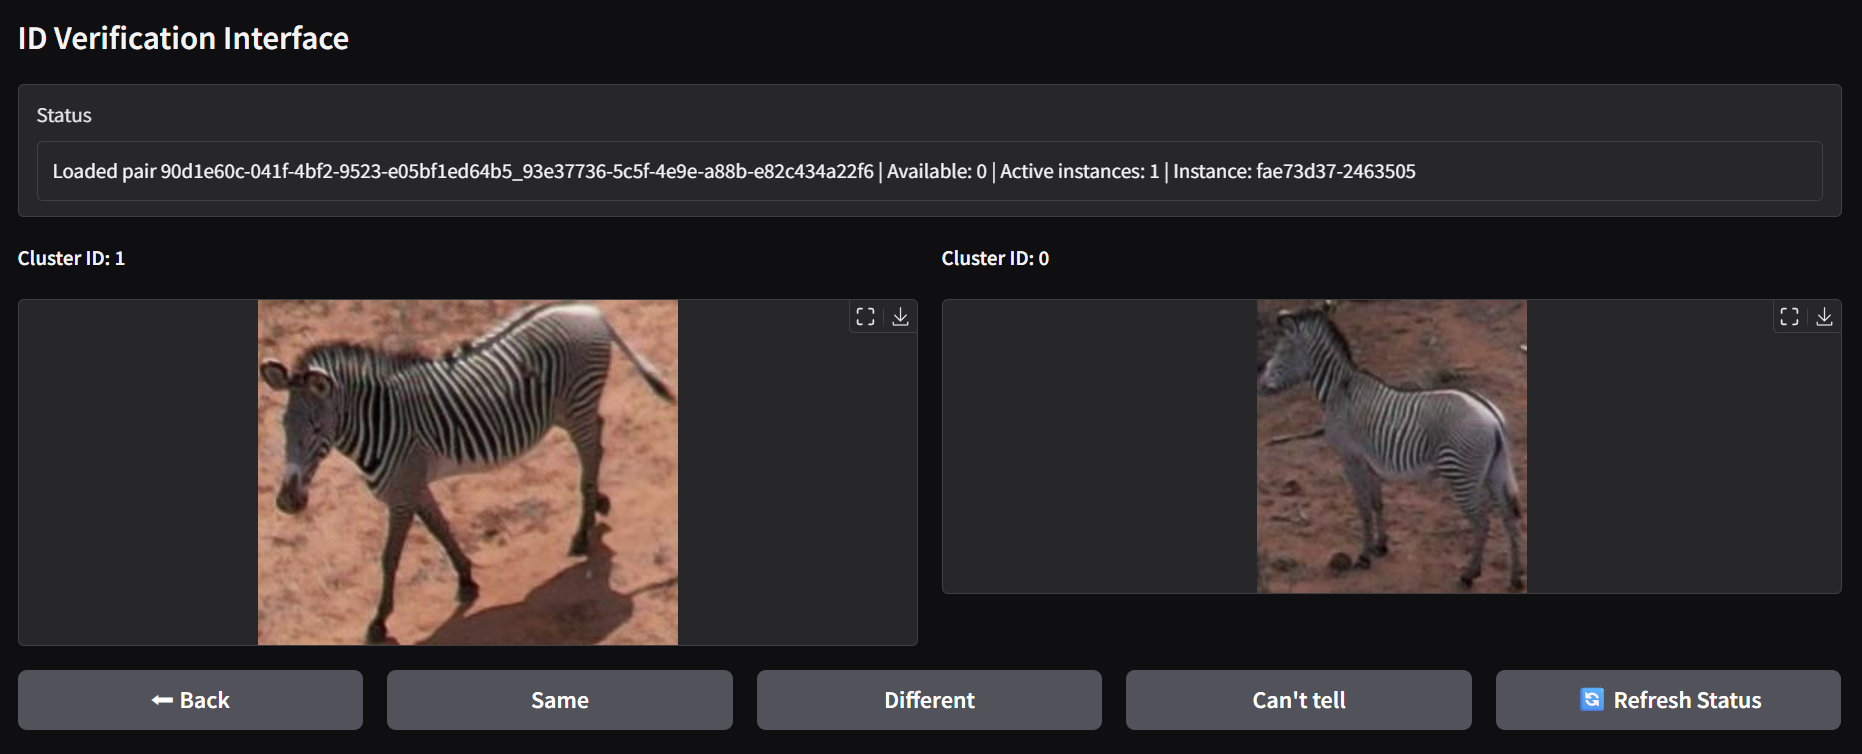 ID Verification Interface
Status
Loaded pair 90d1e60c-041f-4bf2-9523-e05bf1ed64b5_93e37736-5c5f-4e9e-a88b-e82c434a22f6 | Available: 0 | Active instances: 1 | Instance: fae73d37-2463505
Cluster ID: 1
Cluster ID: 0
Back
Same
Different
Can't tell
Refresh Status